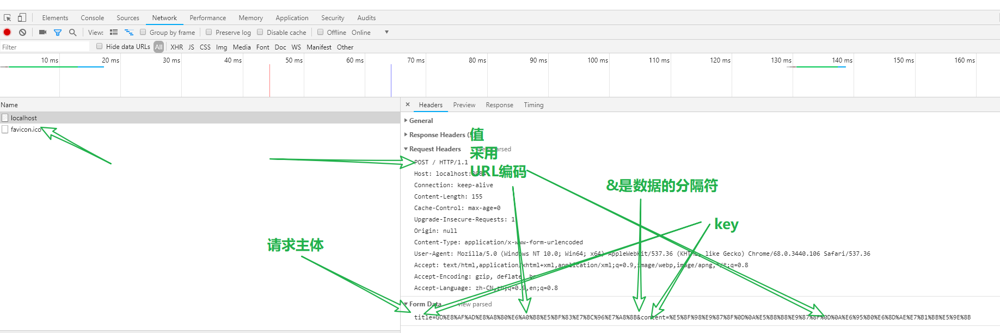 Elements Console Sources Network Performance Memory Application Security Audits
View: Group by frame Preserve log Disable cache Offline Online
Filter Hide data URLs All XHR JS CSS Img Media Font Doc WS Manifest Other
10 ms 20 ms 30 ms 40 ms 50 ms 60 ms 70 ms 80 ms 90 ms 100 ms 110 ms 120 ms 130 ms 140 ms 150 ms 160 ms
Name
localhost
favicon.ico
Headers Preview Response Timing
General
Response Headers
Request Headers parsed
POST / HTTP/1.1
Host: localhost:
Connection: keep-alive
Content-Length: 155
Cache-Control: max-age=0
Upgrade-Insecure-Requests: 1
Origin: null
Content-Type: application/x-www-form-urlencoded
User-Agent: Mozilla/5.0 (Windows NT 10.0; Win64; x64) AppleWebKit/537.36 (KHTML, like Gecko) Chrome/68.0.3440.106 Safari/537.36
Accept: text/html,application/xhtml+xml,application/xml;q=0.9,image/webp,image/apng,*/*;q=0.8
Accept-Encoding: gzip, deflate, br
Accept-Language: zh-CN,zh;q=0.9,en;q=0.8
Form Data view parsed
title=GO%E8%AF%AD%E8%A8%80%E6%A0%B8%E5%BF%83%E7%BC%96%E7%A8%8B&content=%E5%8F%98%E9%87%8F%0D%0A%E5%B8%B8%E9%87%8F%0D%0A%E6%95%B0%E6%8D%AE%E7%B1%BB%E5%9E%8B
值
采用
URL编码
&是数据的分隔符
key
请求主体